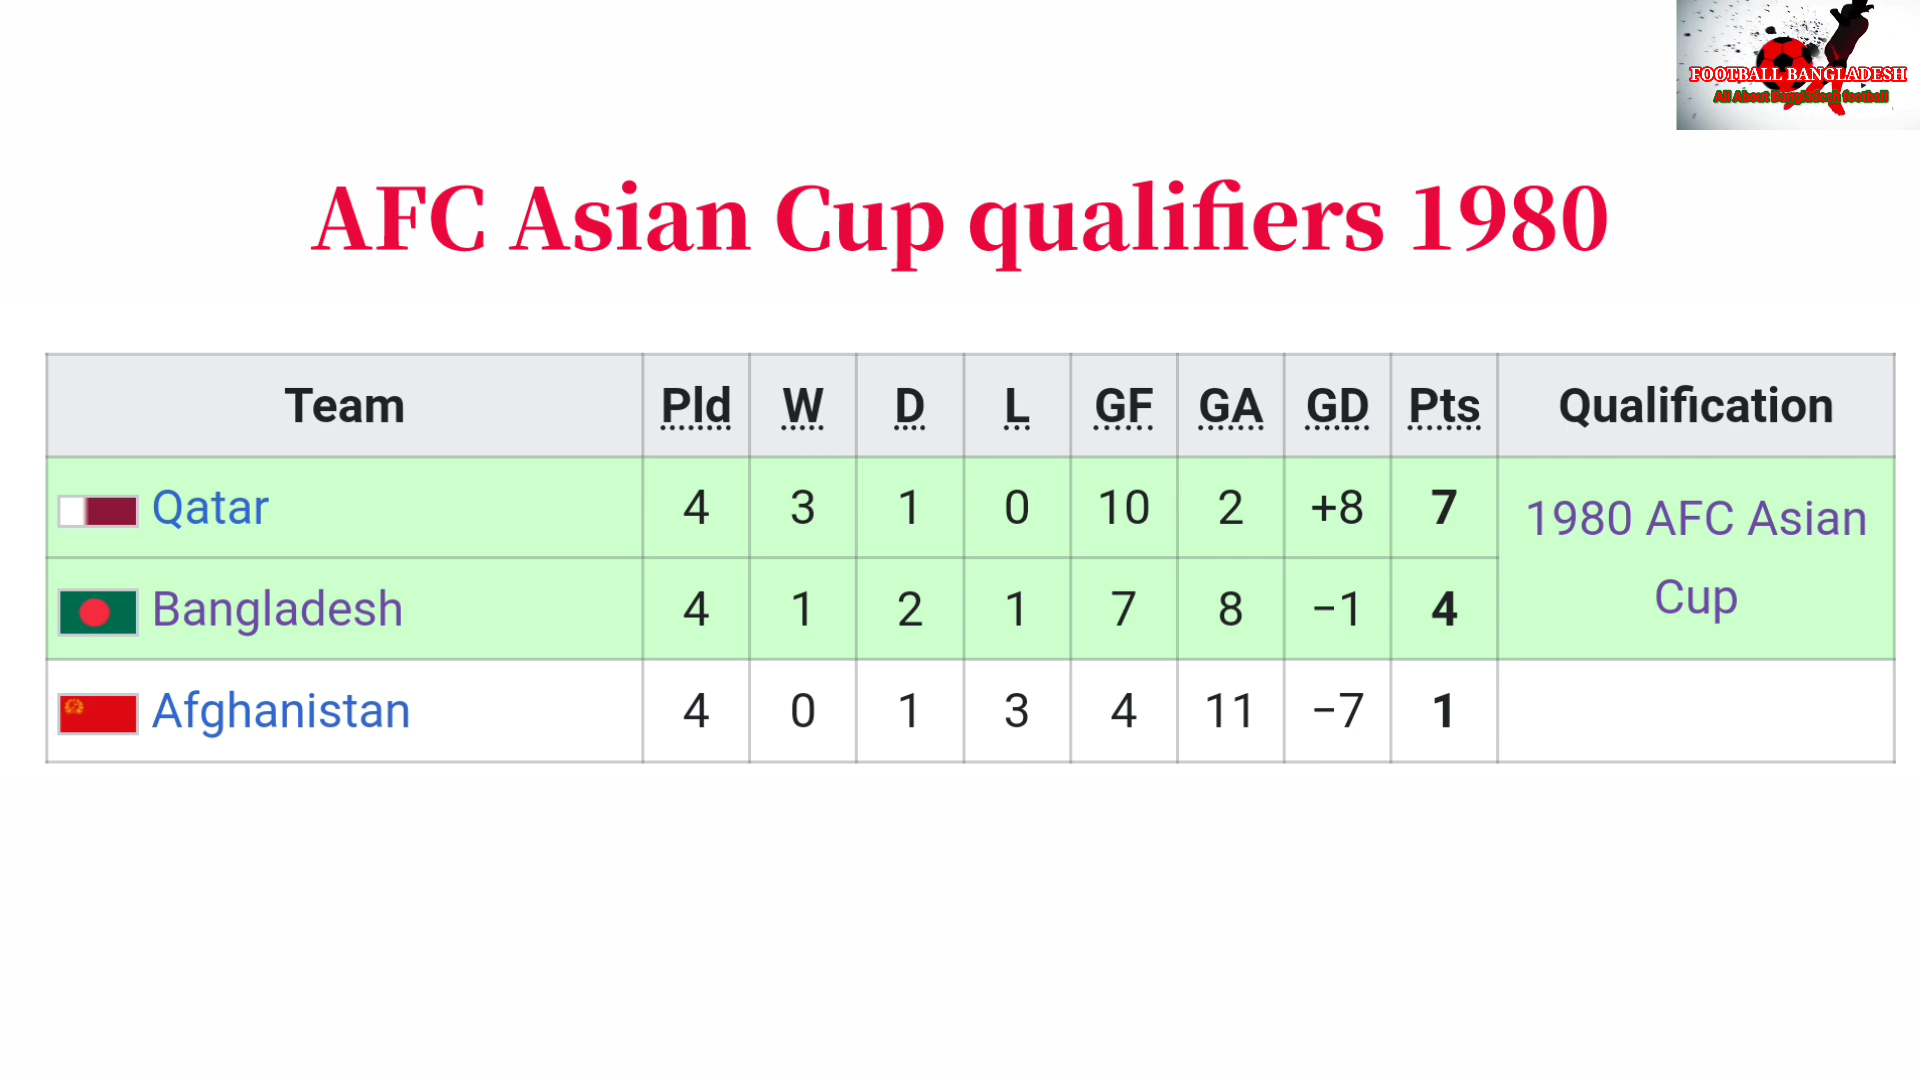 FOOTBALL BANGLADESH
All About Bangladesh football
AFC Asian Cup qualifiers 1980
Team Pld W D L GF GA GD Pts Qualification
Qatar 4 3 1 0 10 2 +8 7 1980 AFC Asian Cup
Bangladesh 4 1 2 1 7 8 −1 4
Afghanistan 4 0 1 3 4 11 −7 1